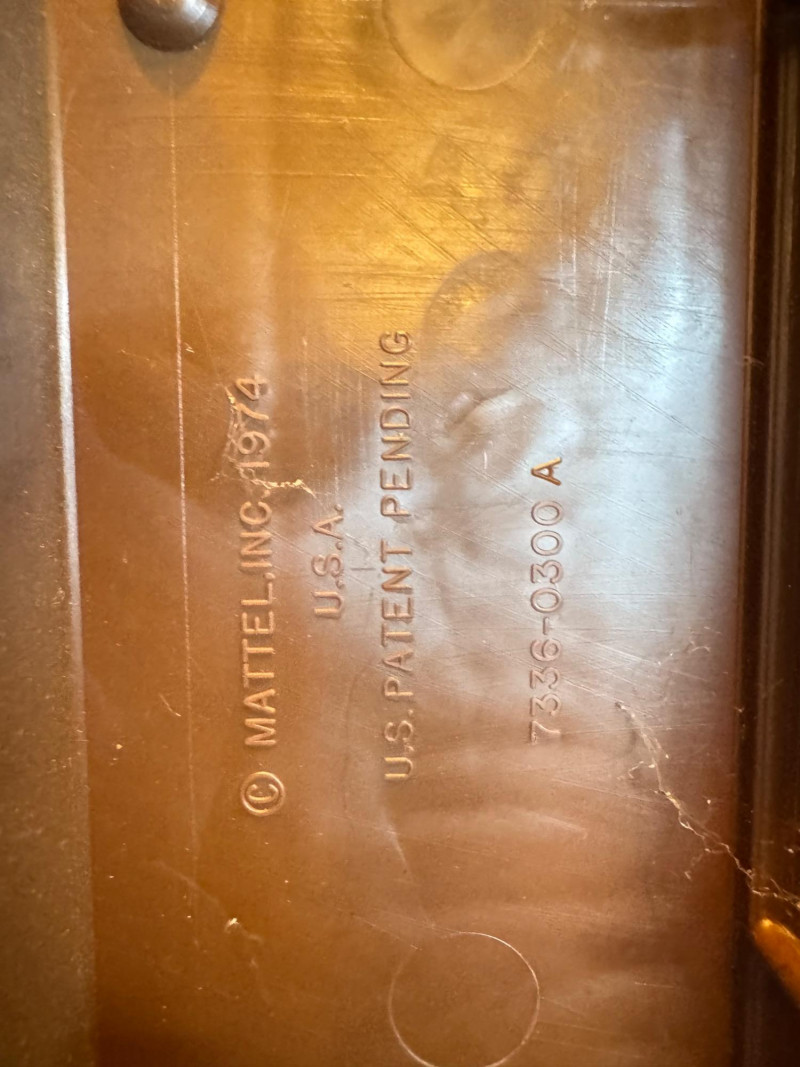 © MATTEL, INC. 1974
U.S.A.
U.S. PATENT PENDING
7336-0300 A